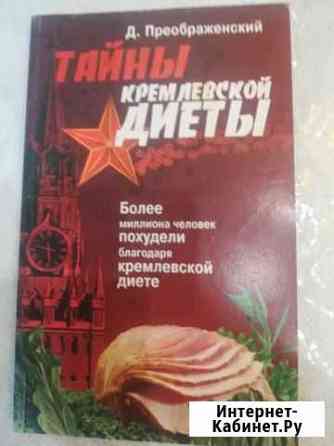 Д. Преображенский
ТАЙНЫ
КРЕМЛЕВСКОЙ
ДИЕТЫ
Более
миллиона человек
похудели
благодаря
кремлевской
диете
Интернет-
Кабинет.Ру